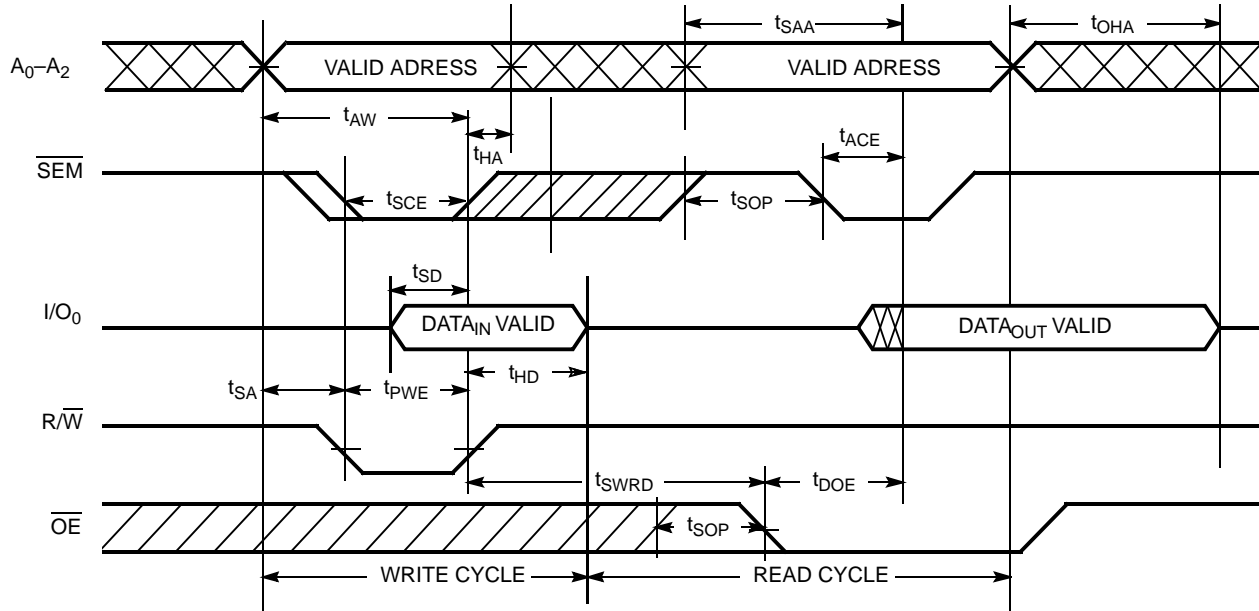 tSAA
tOHA
A0–A2
VALID ADRESS
VALID ADRESS
tAW
tHA
tACE
SEM
tSCE
tSOP
tSD
I/O0
DATAIN VALID
DATAOUT VALID
tSA
tPWE
tHD
R/W
tSWRD
tDOE
OE
tSOP
WRITE CYCLE
READ CYCLE